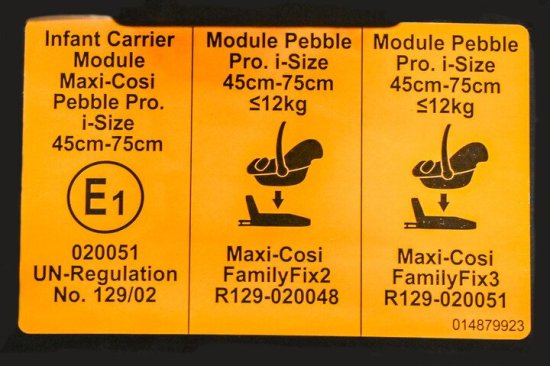 Infant Carrier
Module
Maxi-Cosi
Pebble Pro.
i-Size
45cm-75cm
E1
020051
UN-Regulation
No. 129/02
Module Pebble
Pro. i-Size
45cm-75cm
≤12kg
Maxi-Cosi
FamilyFix2
R129-020048
Module Pebble
Pro. i-Size
45cm-75cm
≤12kg
Maxi-Cosi
FamilyFix3
R129-020051
014879923